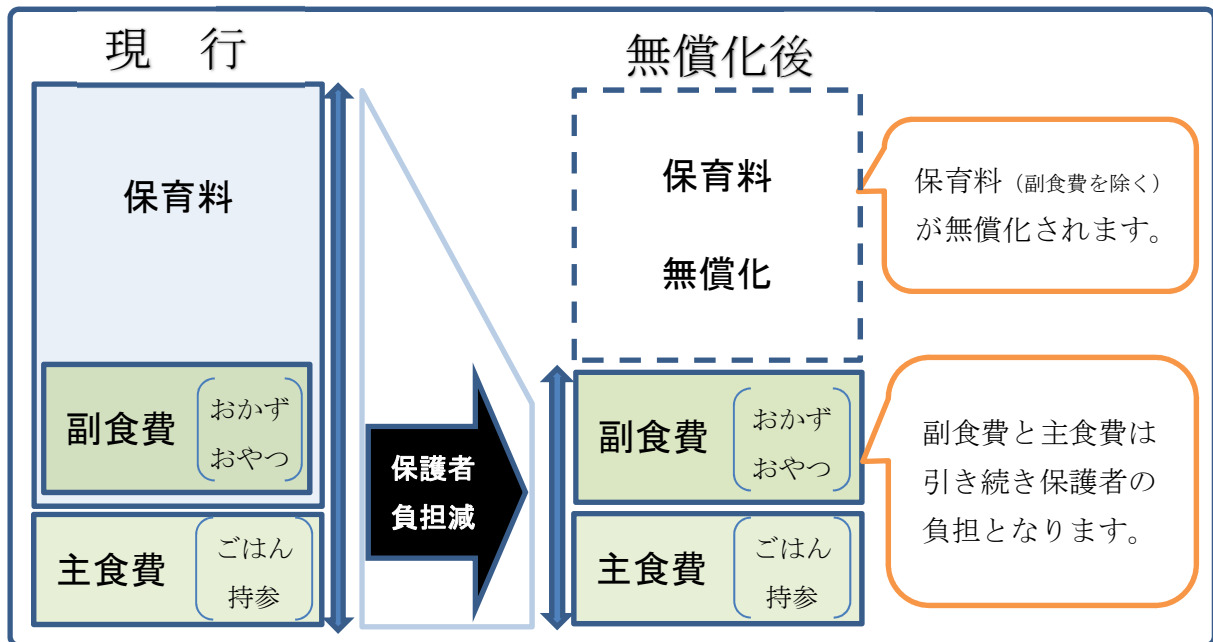 現 行
保育料
副食費
おかず
おやつ
主食費
ごはん
持参
保護者
負担減
無償化後
保育料
無償化
副食費
おかず
おやつ
主食費
ごはん
持参
保育料（副食費を除く）
が無償化されます。
副食費と主食費は
引き続き保護者の
負担となります。